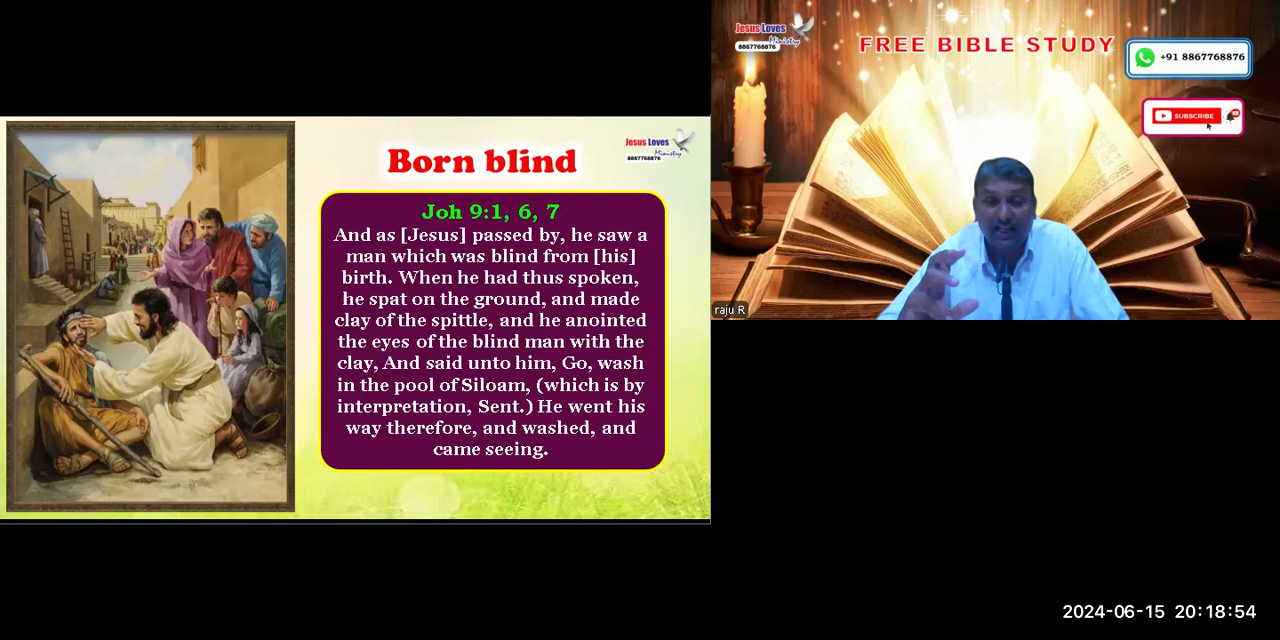 Born blind
Jesus Loves
Ministry
8867768876
Joh 9:1, 6, 7
And as [Jesus] passed by, he saw a
man which was blind from [his]
birth. When he had thus spoken,
he spat on the ground, and made
clay of the spittle, and he anointed
the eyes of the blind man with the
clay, And said unto him, Go, wash
in the pool of Siloam, (which is by
interpretation, Sent.) He went his
way therefore, and washed, and
came seeing.
Jesus Loves
Ministry
8867768876
FREE BIBLE STUDY
+91 8867768876
SUBSCRIBE
raju R
2024-06-15 20:18:54